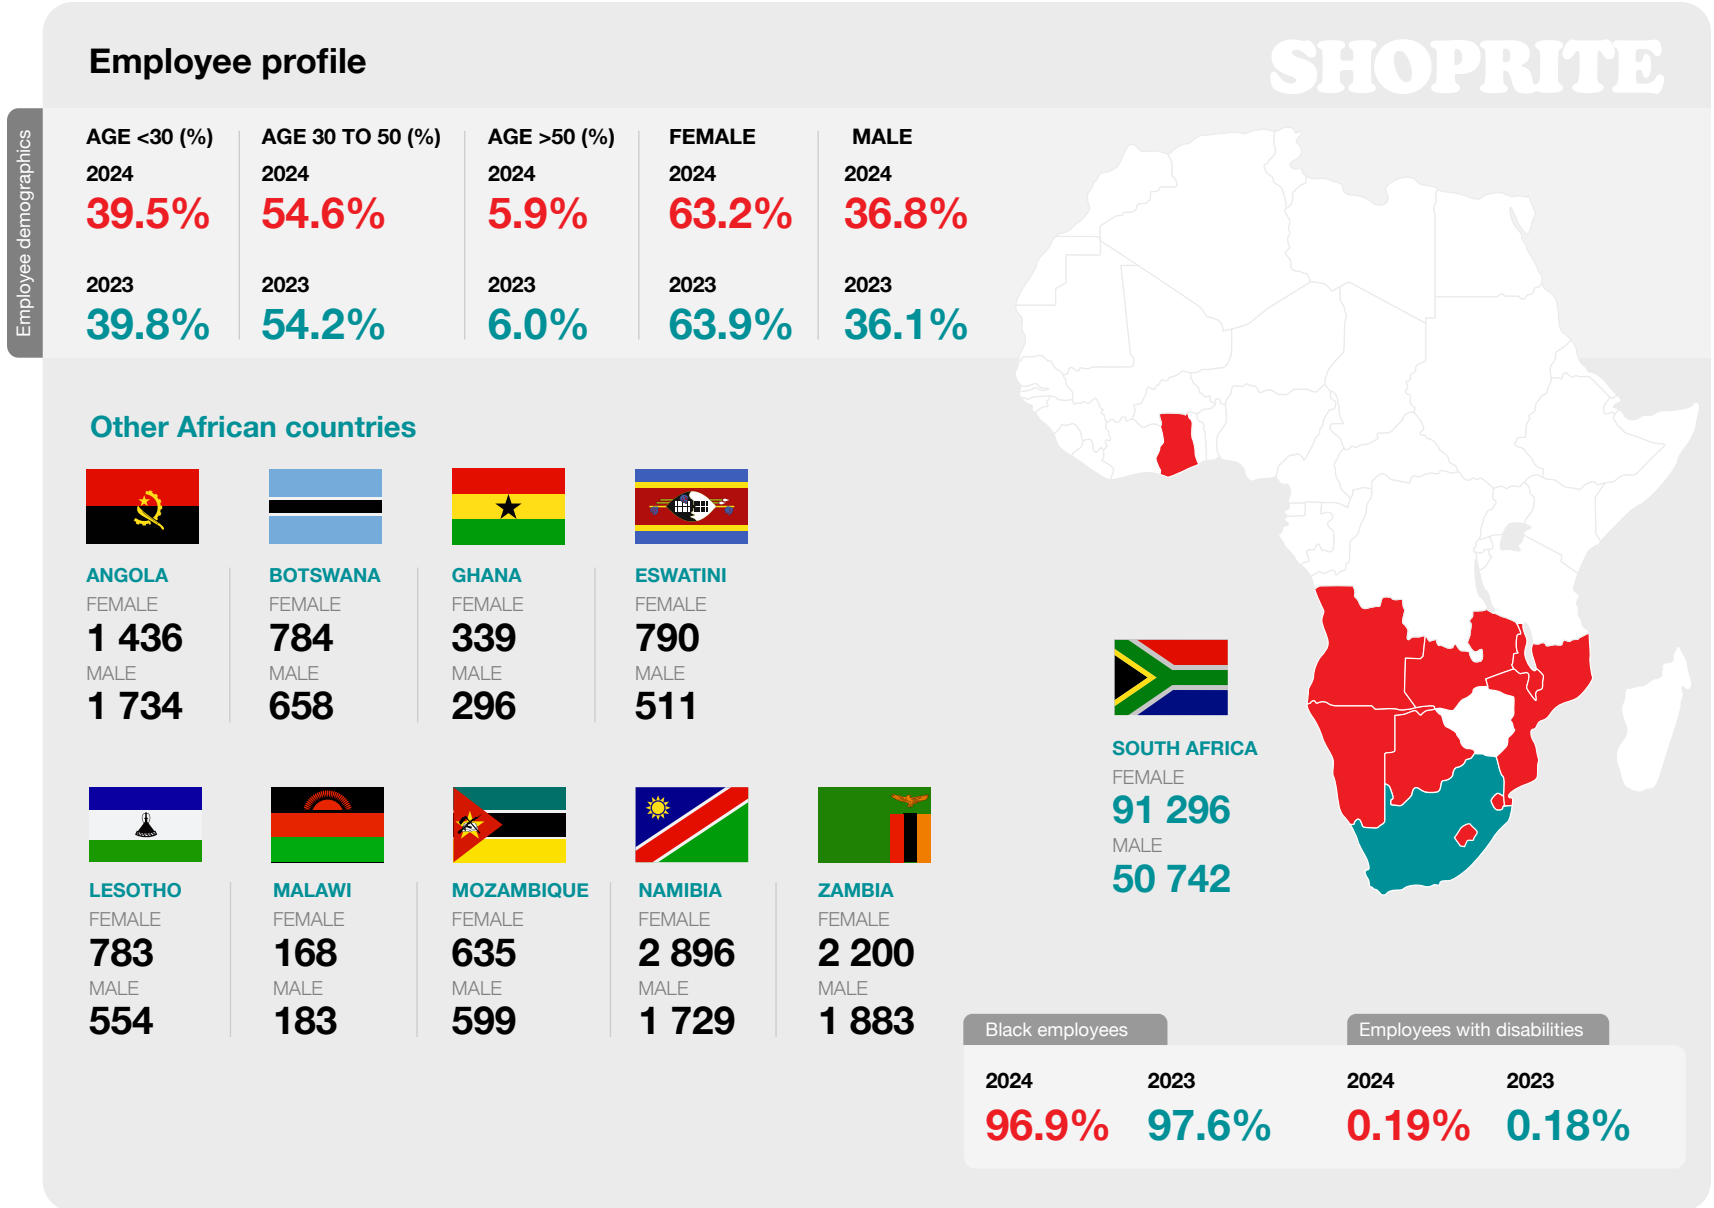 Employee profile
SHOPRITE
Employee demographics
AGE <30 (%)
2024
39.5%
2023
39.8%
AGE 30 TO 50 (%)
2024
54.6%
2023
54.2%
AGE >50 (%)
2024
5.9%
2023
6.0%
FEMALE
2024
63.2%
2023
63.9%
MALE
2024
36.8%
2023
36.1%
Other African countries
ANGOLA
FEMALE
1 436
MALE
1 734
BOTSWANA
FEMALE
784
MALE
658
GHANA
FEMALE
339
MALE
296
ESWATINI
FEMALE
790
MALE
511
LESOTHO
FEMALE
783
MALE
554
MALAWI
FEMALE
168
MALE
183
MOZAMBIQUE
FEMALE
635
MALE
599
NAMIBIA
FEMALE
2 896
MALE
1 729
ZAMBIA
FEMALE
2 200
MALE
1 883
SOUTH AFRICA
FEMALE
91 296
MALE
50 742
Black employees
2024
96.9%
2023
97.6%
Employees with disabilities
2024
0.19%
2023
0.18%